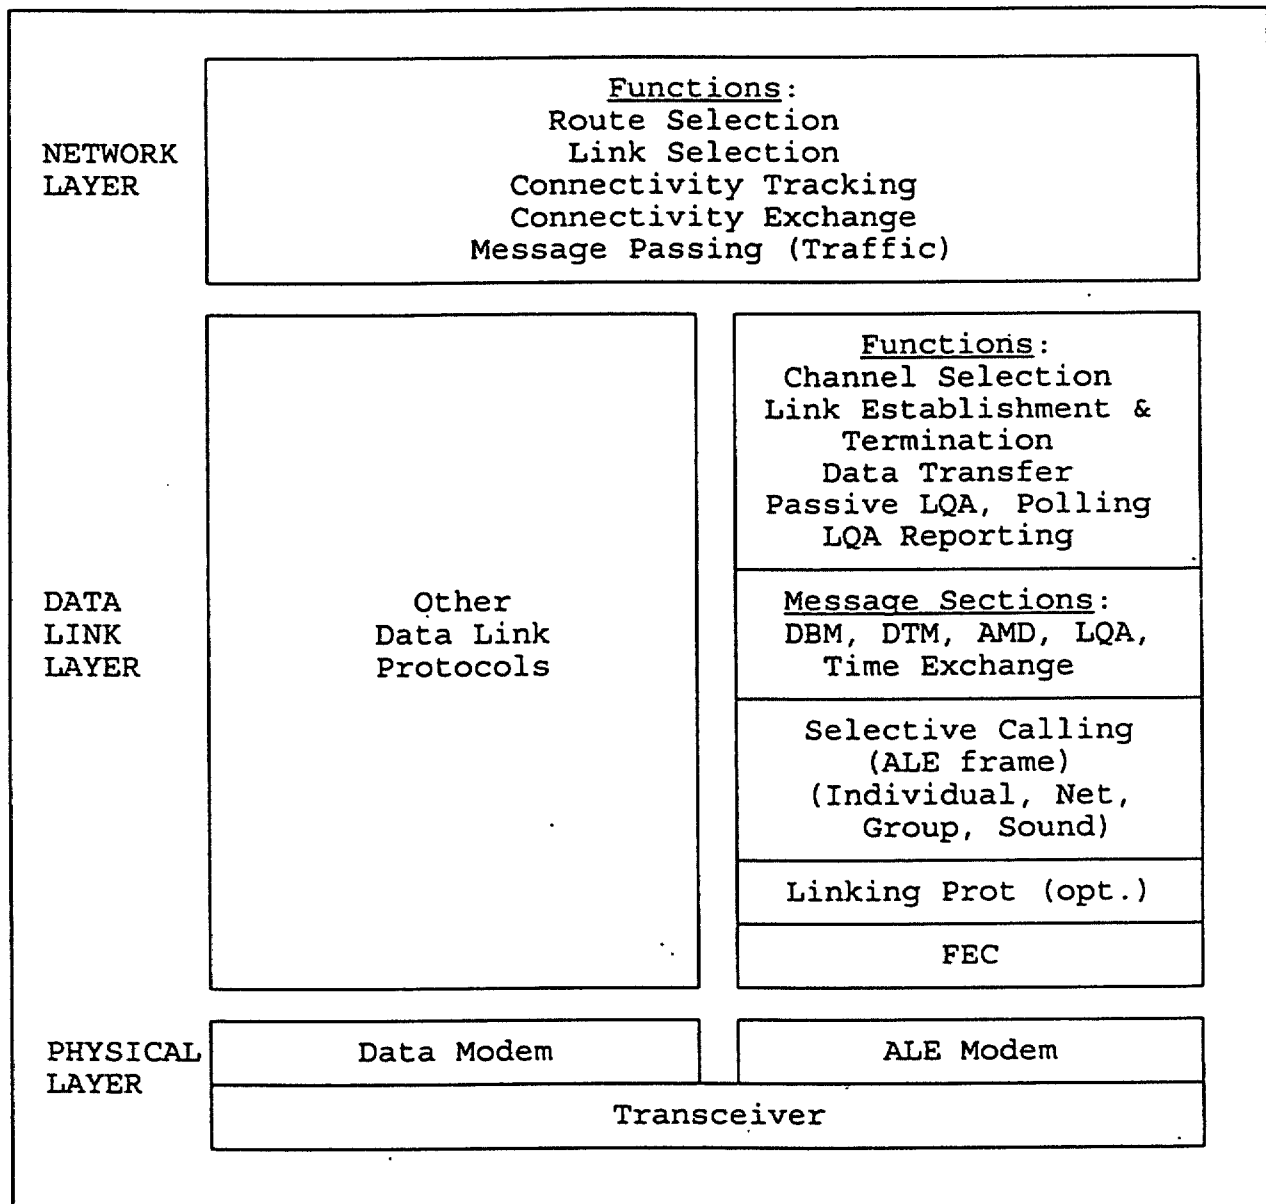 NETWORK
LAYER
Functions:
Route Selection
Link Selection
Connectivity Tracking
Connectivity Exchange
Message Passing (Traffic)
DATA
LINK
LAYER
Other
Data Link
Protocols
Functions:
Channel Selection
Link Establishment &
Termination
Data Transfer
Passive LQA, Polling
LQA Reporting
Message Sections:
DBM, DTM, AMD, LQA,
Time Exchange
Selective Calling
(ALE frame)
(Individual, Net,
Group, Sound)
Linking Prot (opt.)
FEC
PHYSICAL
LAYER
Data Modem
ALE Modem
Transceiver